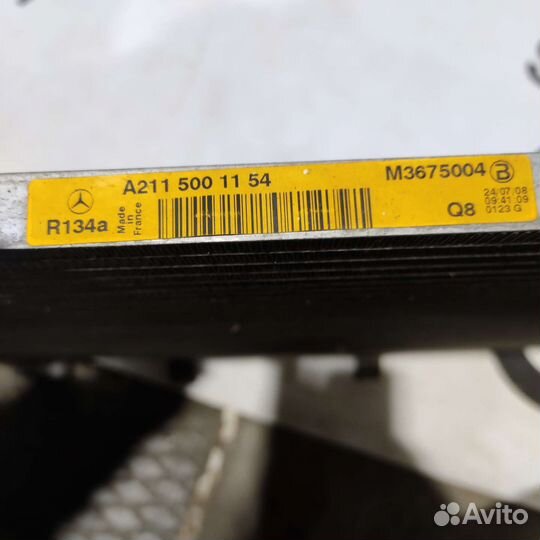 A211 500 11 54
M3675004 B
R134a
Made in France
Q8
24/07/08
09:41:09
0123 G
Avito